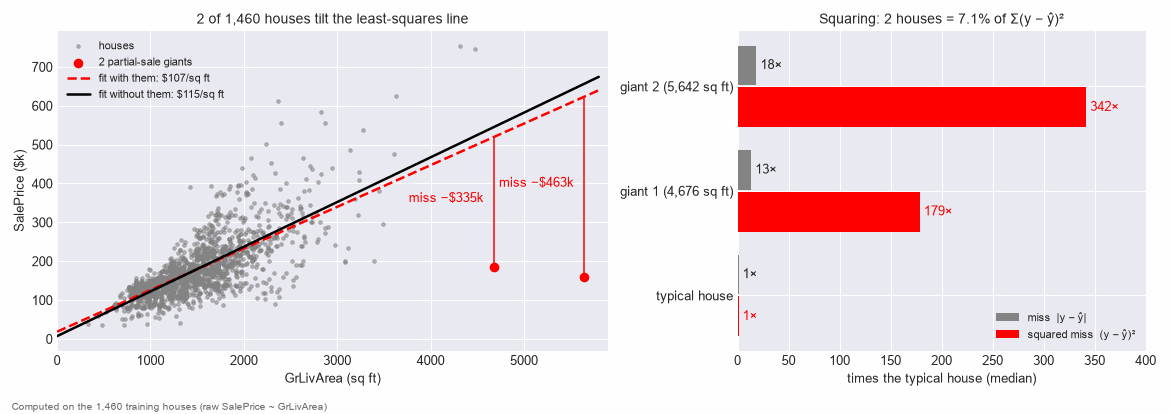 2 of 1,460 houses tilt the least-squares line
houses
2 partial-sale giants
fit with them: $107/sq ft
fit without them: $115/sq ft
miss −$335k
miss −$463k
SalePrice ($k)
700
600
500
400
300
200
100
0
0 1000 2000 3000 4000 5000
GrLivArea (sq ft)
Squaring: 2 houses = 7.1% of Σ(y − ŷ)²
giant 2 (5,642 sq ft)
18×
342×
giant 1 (4,676 sq ft)
13×
179×
typical house
1×
1×
miss |y − ŷ|
squared miss (y − ŷ)²
0 50 100 150 200 250 300 350 400
times the typical house (median)
Computed on the 1,460 training houses (raw SalePrice ~ GrLivArea)